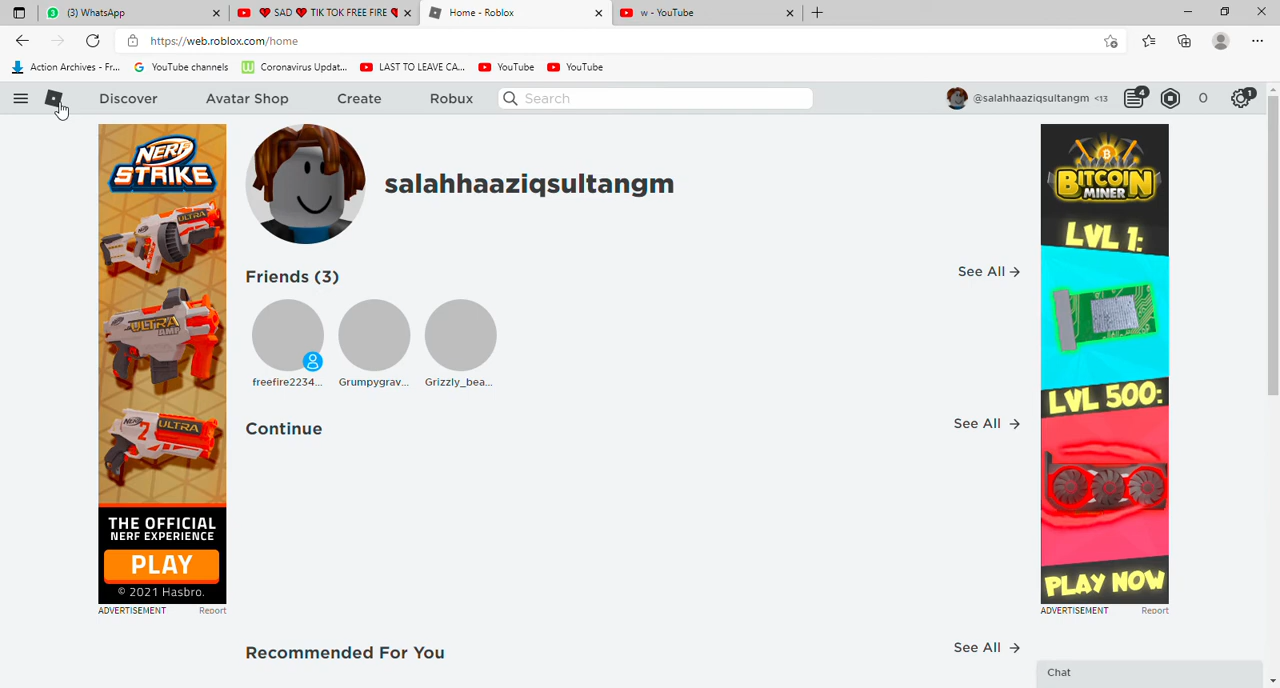 (3) WhatsApp
❤ SAD ❤ TIK TOK FREE FIRE
Home - Roblox
w - YouTube
https://web.roblox.com/home
Action Archives - Fr...
YouTube channels
Coronavirus Updat...
LAST TO LEAVE CA...
YouTube
YouTube
Discover
Avatar Shop
Create
Robux
Search
@salahhaaziqsultangm <13
4
0
1
NERF
STRIKE
ULTRA
ULTRA
AMP
2
ULTRA
THE OFFICIAL
NERF EXPERIENCE
PLAY
© 2021 Hasbro.
ADVERTISEMENT
Report
salahhaaziqsultangm
Friends (3)
See All →
freefire2234...
Grumpygrav...
Grizzly_bea...
Continue
See All →
Recommended For You
See All →
BITCOIN
MINER
LVL 1:
LVL 500:
PLAY NOW
ADVERTISEMENT
Report
Chat